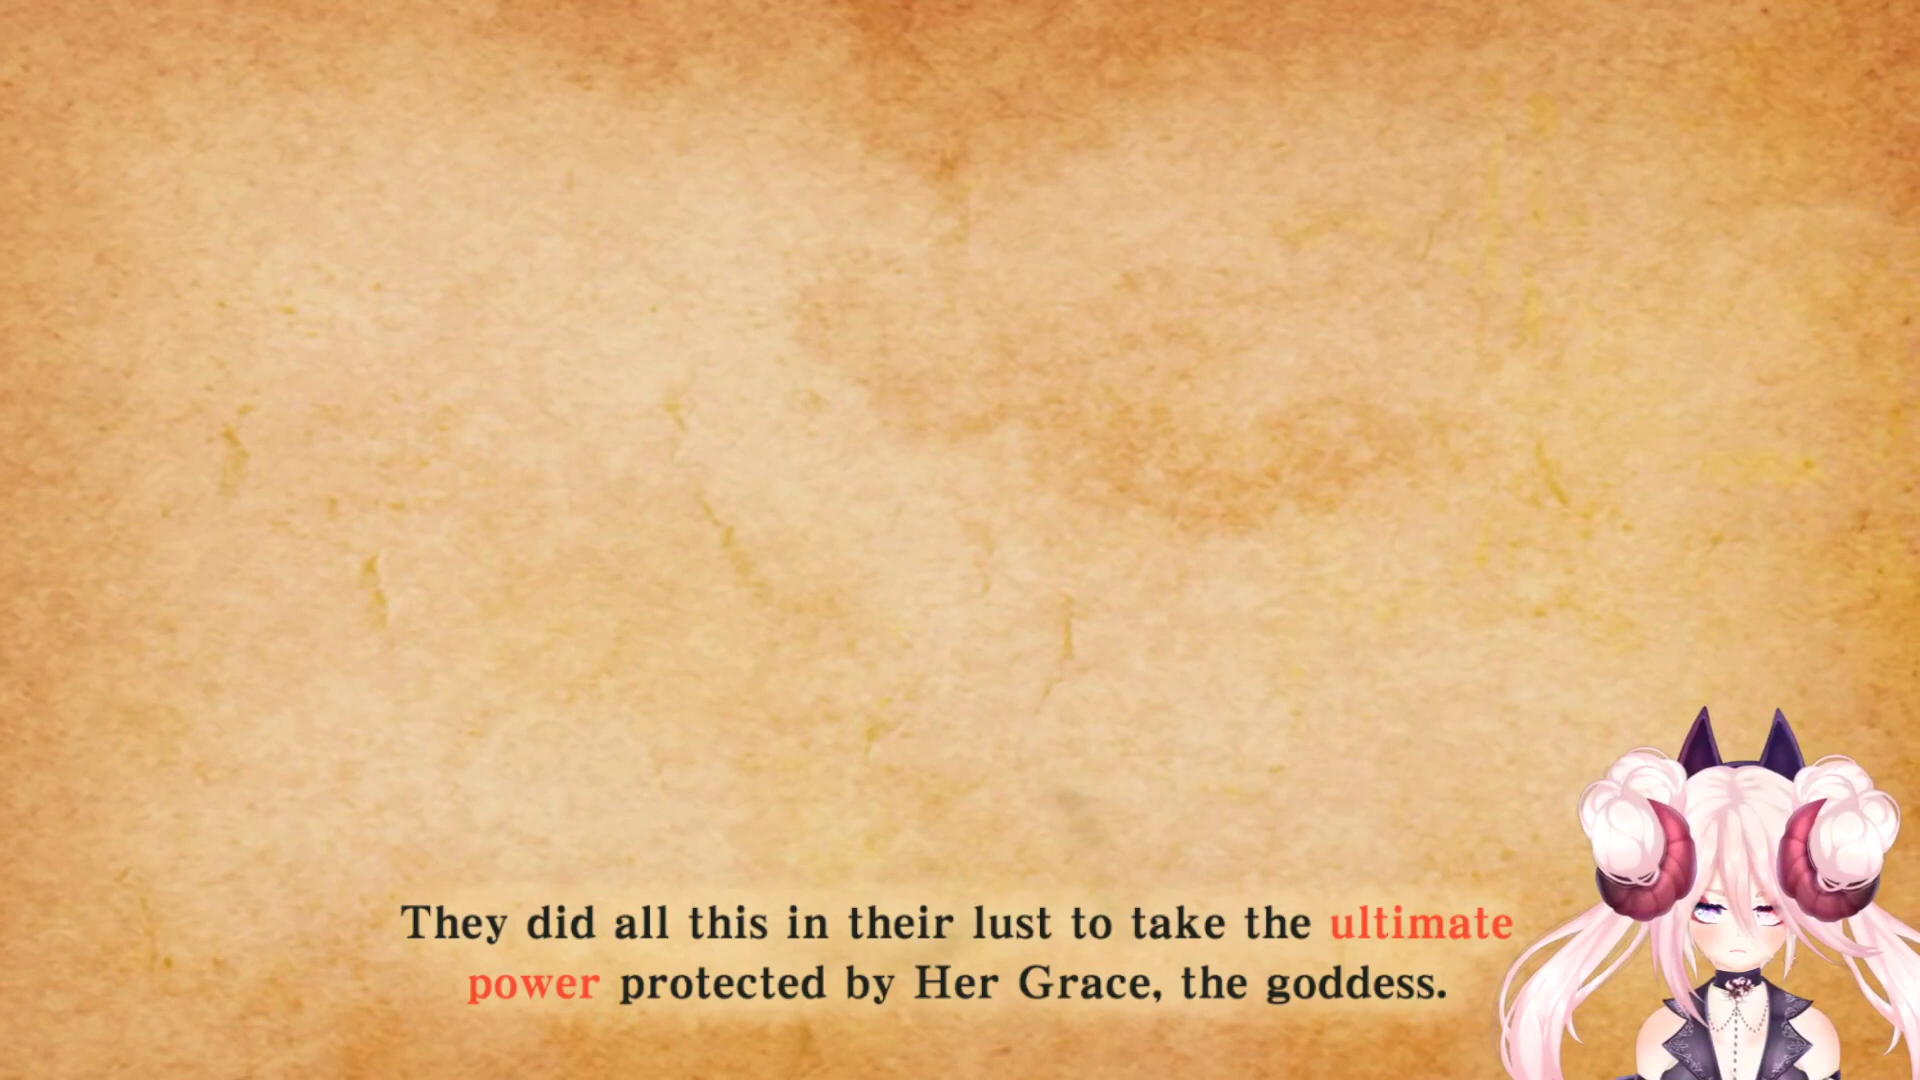 They did all this in their lust to take the ultimate
power protected by Her Grace, the goddess.